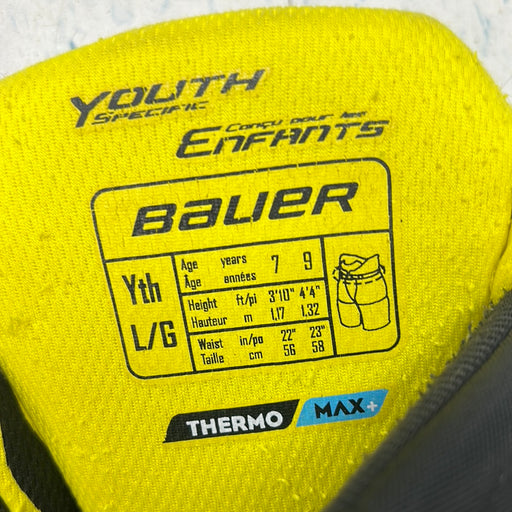 YOUTH
SPECIFIC
Conçu pour les
ENFANTS
BAUER
Yth
L/G
Age years 7 9
Âge années
Height ft/pi 3'10" 4'4"
Hauteur m 1,17 1,32
Waist in/po 22" 23"
Taille cm 56 58
THERMO MAX+